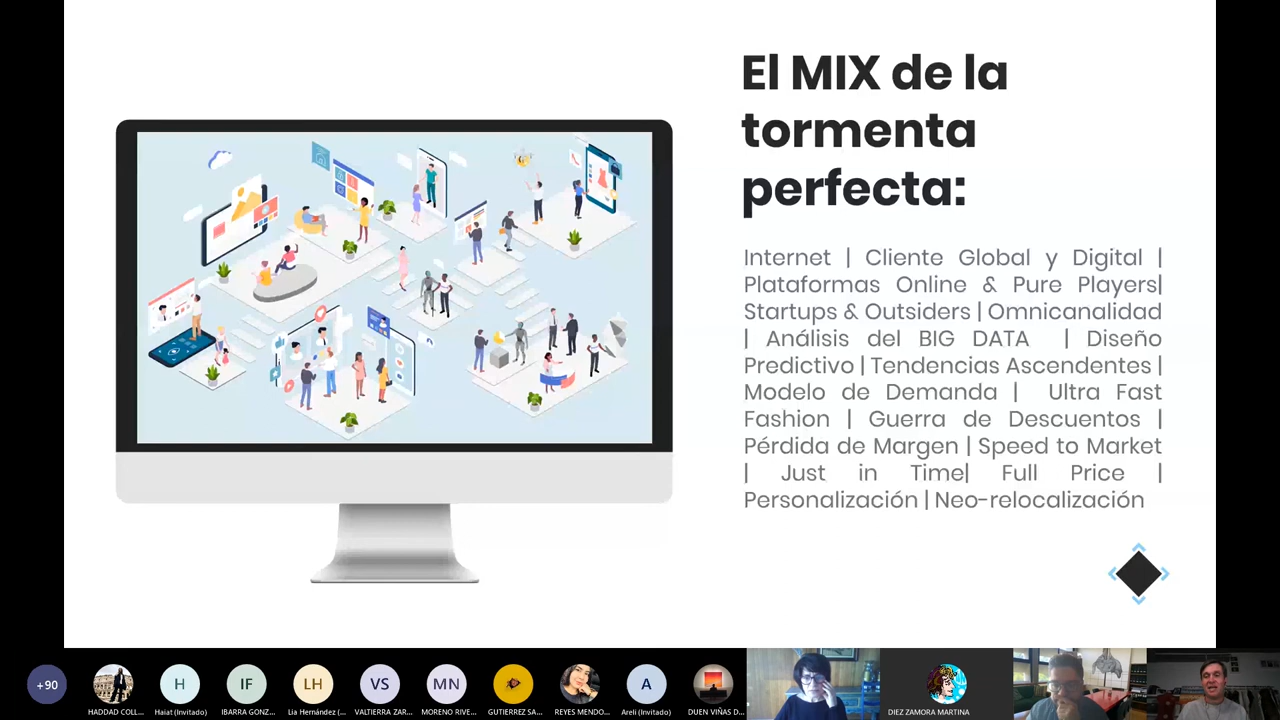 El MIX de la
tormenta
perfecta:
Internet | Cliente Global y Digital |
Plataformas Online & Pure Players|
Startups & Outsiders | Omnicanalidad
| Análisis del BIG DATA | Diseño
Predictivo | Tendencias Ascendentes |
Modelo de Demanda | Ultra Fast
Fashion | Guerra de Descuentos |
Pérdida de Margen | Speed to Market
| Just in Time| Full Price |
Personalización | Neo-relocalización
+90
H
IF
LH
VS
MN
A
HADDAD COLL...
Haiat (Invitado)
IBARRA GONZ...
Lia Hernández (...
VALTIERRA ZAR...
MORENO RIVE...
GUTIERREZ SA...
REYES MENDO...
Areli (Invitado)
DUEN VIÑAS D...
DIEZ ZAMORA MARTINA